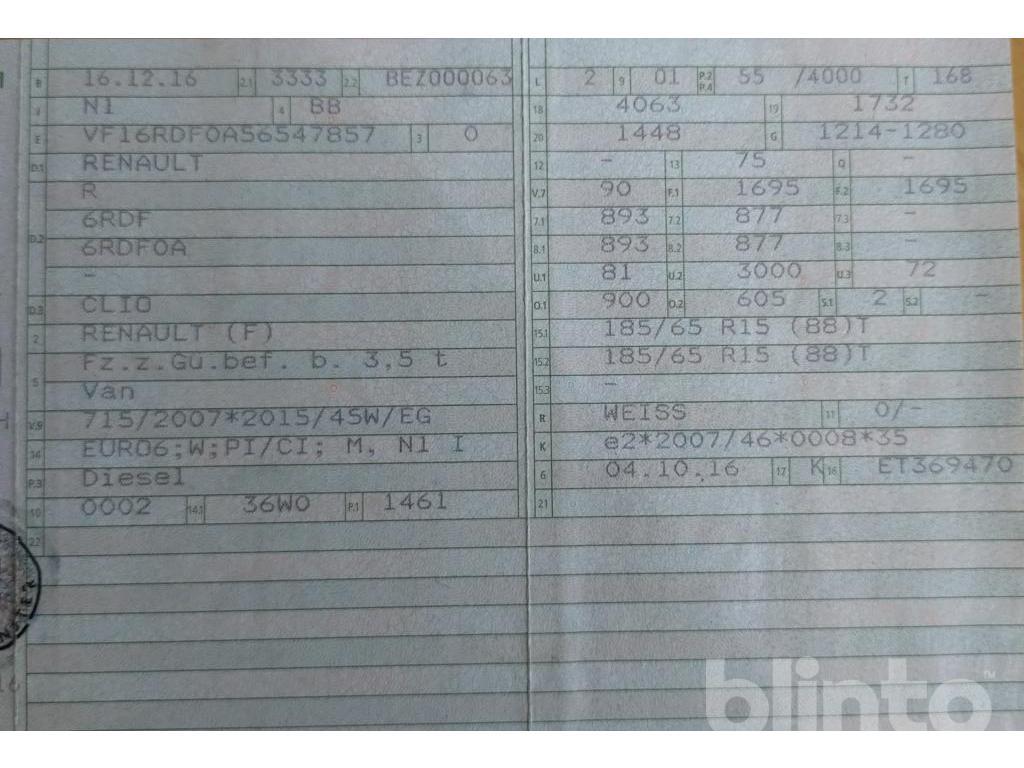 B 16.12.16 2.1 3333 2.2 BEZ000063
J N1 4 BB
E VF16RDF0A56547857 3 0
D.1 RENAULT
R
6RDF
D.2 6RDF0A
-
D.3 CLIO
2 RENAULT (F)
Fz.z.Gü.bef. b. 3,5 t
5 Van
V.9 715/2007*2015/45W/EG
14 EURO6;W;PI/CI; M, N1 I
P.3 Diesel
10 0002 14.1 36W0 P.1 1461
22
L 2 9 01 P.2 P.4 55 /4000 T 168
18 4063 19 1732
20 1448 G 1214-1280
12 - 13 75 Q -
V.7 90 F.1 1695 F.2 1695
7.1 893 7.2 877 7.3 -
8.1 893 8.2 877 8.3 -
U.1 81 U.2 3000 U.3 72
O.1 900 O.2 605 S.1 2 S.2 -
15.1 185/65 R15 (88)T
15.2 185/65 R15 (88)T
15.3 -
R WEISS 11 0/-
K e2*2007/46*0008*35
6 04.10.16 17 K 16 ET369470
21
blinto